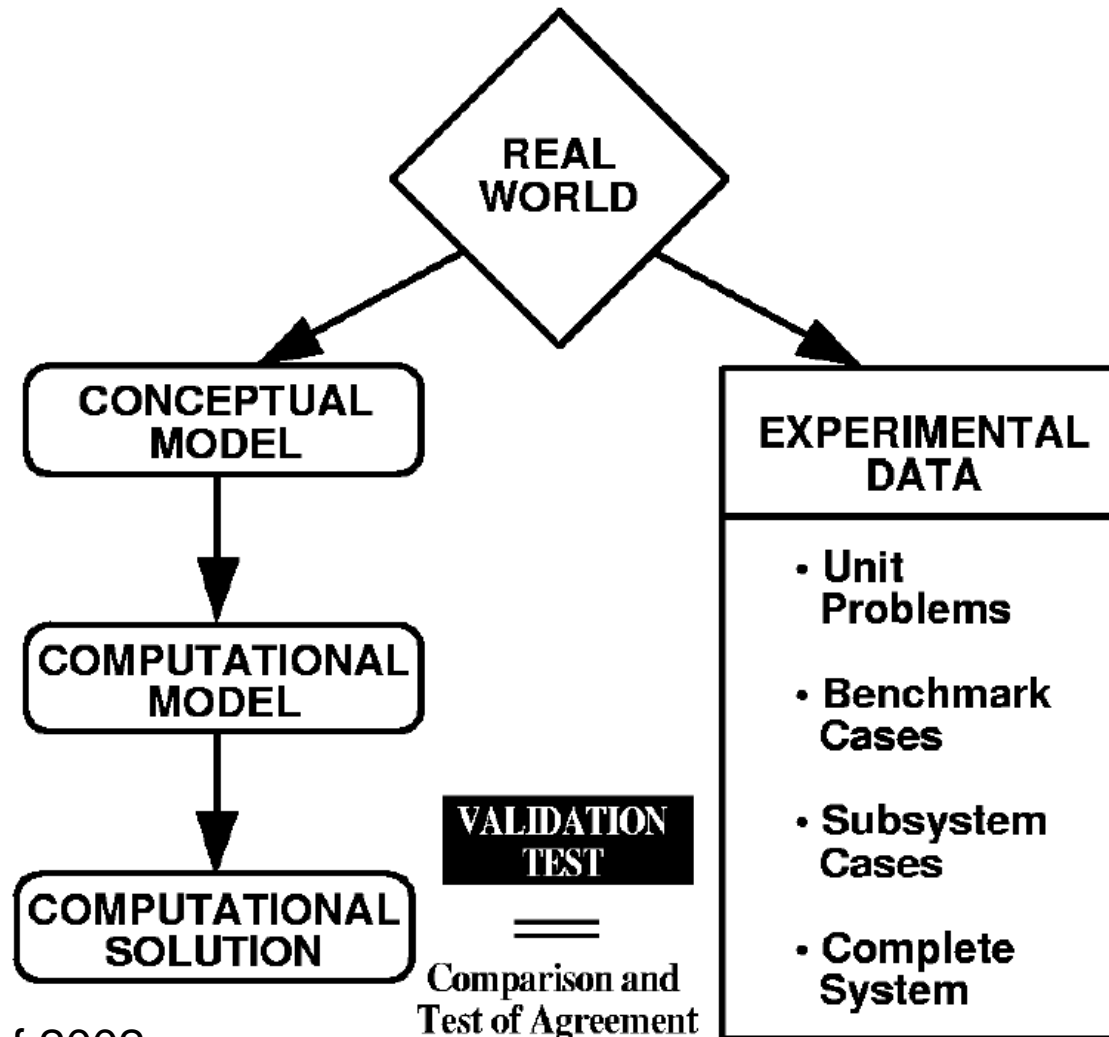 REAL
WORLD
CONCEPTUAL
MODEL
EXPERIMENTAL
DATA
• Unit
Problems
COMPUTATIONAL
MODEL
• Benchmark
Cases
VALIDATION
TEST
• Subsystem
Cases
COMPUTATIONAL
SOLUTION
Comparison and
Test of Agreement
• Complete
System